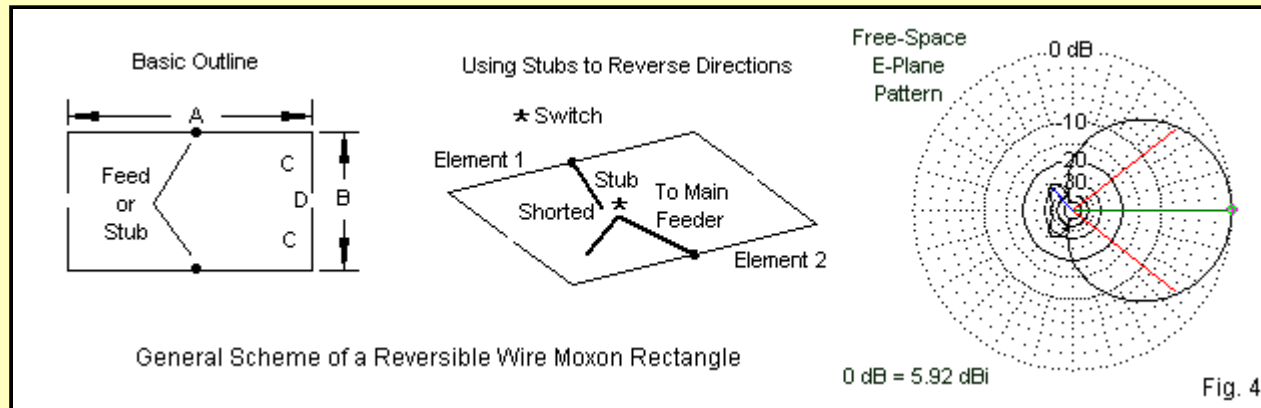 Basic Outline
A
Feed
or
Stub
C
D
B
C
Using Stubs to Reverse Directions
* Switch
Element 1
Stub
*
Shorted
To Main
Feeder
Element 2
General Scheme of a Reversible Wire Moxon Rectangle
Free-Space
E-Plane
Pattern
0 dB
10
20
30
0 dB = 5.92 dBi
Fig. 4